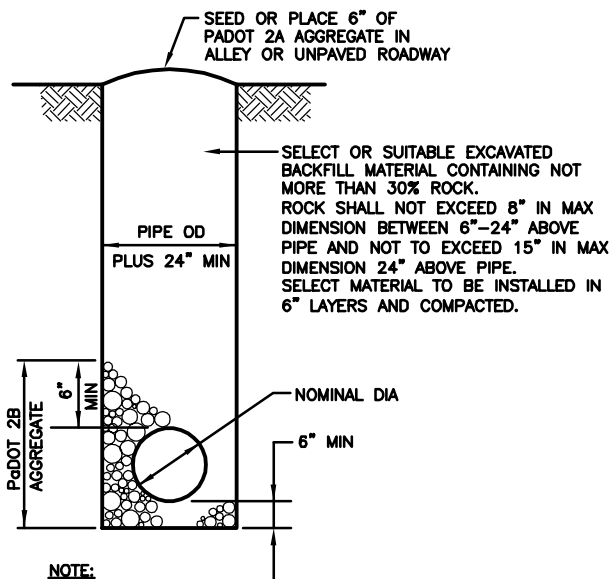 SEED OR PLACE 6" OF
PADOT 2A AGGREGATE IN
ALLEY OR UNPAVED ROADWAY
SELECT OR SUITABLE EXCAVATED
BACKFILL MATERIAL CONTAINING NOT
MORE THAN 30% ROCK.
ROCK SHALL NOT EXCEED 8" IN MAX
DIMENSION BETWEEN 6"-24" ABOVE
PIPE AND NOT TO EXCEED 15" IN MAX
DIMENSION 24" ABOVE PIPE.
SELECT MATERIAL TO BE INSTALLED IN
6" LAYERS AND COMPACTED.
PIPE OD
PLUS 24" MIN
PaDOT 2B
AGGREGATE
6"
MIN
NOMINAL DIA
6" MIN
NOTE: